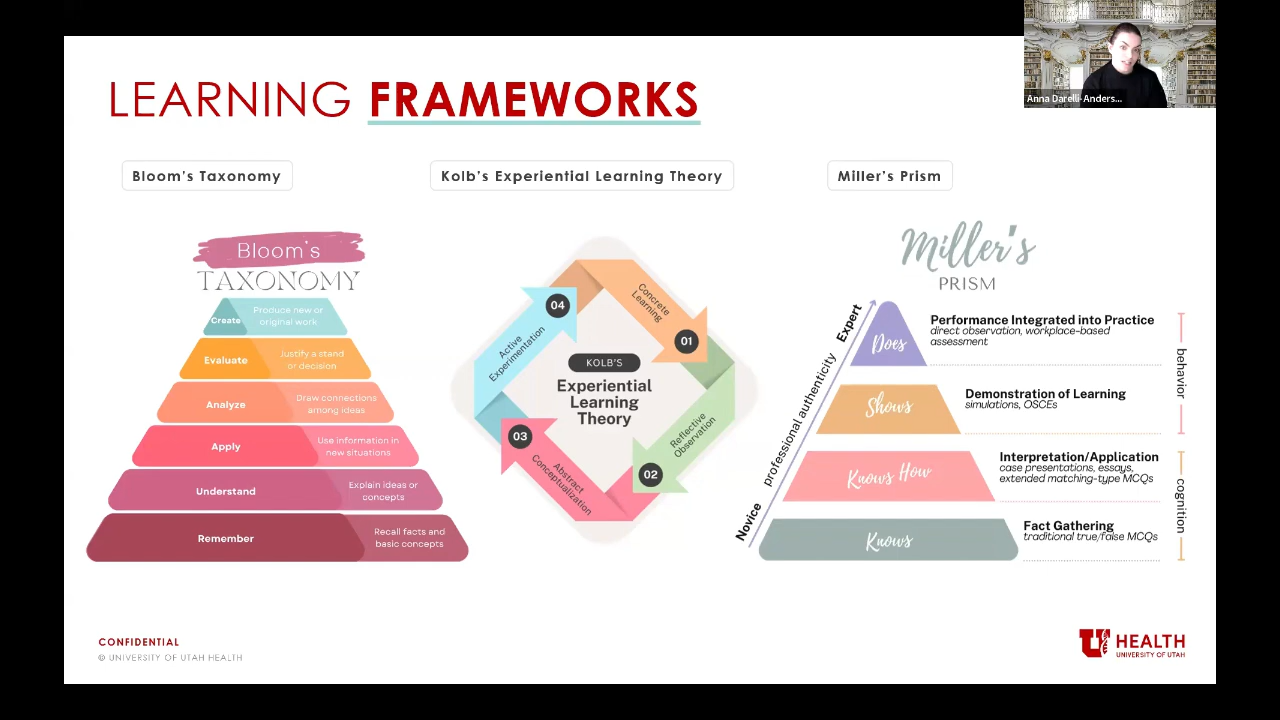 Anna Darelli-Anders...
LEARNING FRAMEWORKS
Bloom's Taxonomy
Kolb's Experiential Learning Theory
Miller's Prism
Bloom's
TAXONOMY
Create
Produce new or
original work
Evaluate
Justify a stand
or decision
Analyze
Draw connections
among ideas
Apply
Use information in
new situations
Understand
Explain ideas or
concepts
Remember
Recall facts and
basic concepts
04
Concrete
Learning
01
Active
Experimentation
KOLB'S
Experiential
Learning
Theory
03
Reflective
Observation
02
Abstract
Conceptualization
Miller's
PRISM
Expert
professional authenticity
Novice
Does
Performance Integrated into Practice
direct observation, workplace-based
assessment
Shows
Demonstration of Learning
simulations, OSCEs
behavior
Knows How
Interpretation/Application
case presentations, essays,
extended matching-type MCQs
Knows
Fact Gathering
traditional true/false MCQs
cognition
CONFIDENTIAL
© UNIVERSITY OF UTAH HEALTH
U HEALTH
UNIVERSITY OF UTAH